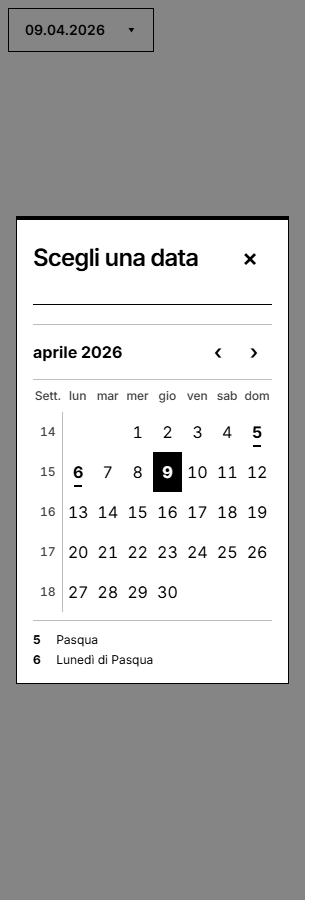 09.04.2026 ▾
Scegli una data ×
aprile 2026 ‹ ›
Sett. lun mar mer gio ven sab dom
14 1 2 3 4 5
15 6 7 8 9 10 11 12
16 13 14 15 16 17 18 19
17 20 21 22 23 24 25 26
18 27 28 29 30
5 Pasqua
6 Lunedì di Pasqua